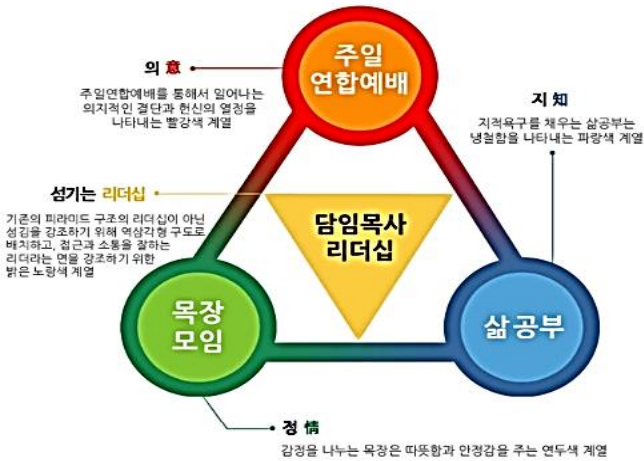 주일
연합예배
의 意
주일연합예배를 통해서 일어나는
의지적인 결단과 헌신의 열정을
나타내는 빨강색 계열
지 知
지적욕구를 채우는 삶공부는
냉철함을 나타내는 파랑색 계열
섬기는 리더십
기존의 피라미드 구조의 리더십이 아닌
섬김을 강조하기 위해 역삼각형 구도로
배치하고, 접근과 소통을 잘하는
리더라는 면을 강조하기 위한
밝은 노랑색 계열
담임목사
리더십
목장
모임
삶 공부
정 情
감정을 나누는 목장은 따뜻함과 안정감을 주는 연두색 계열